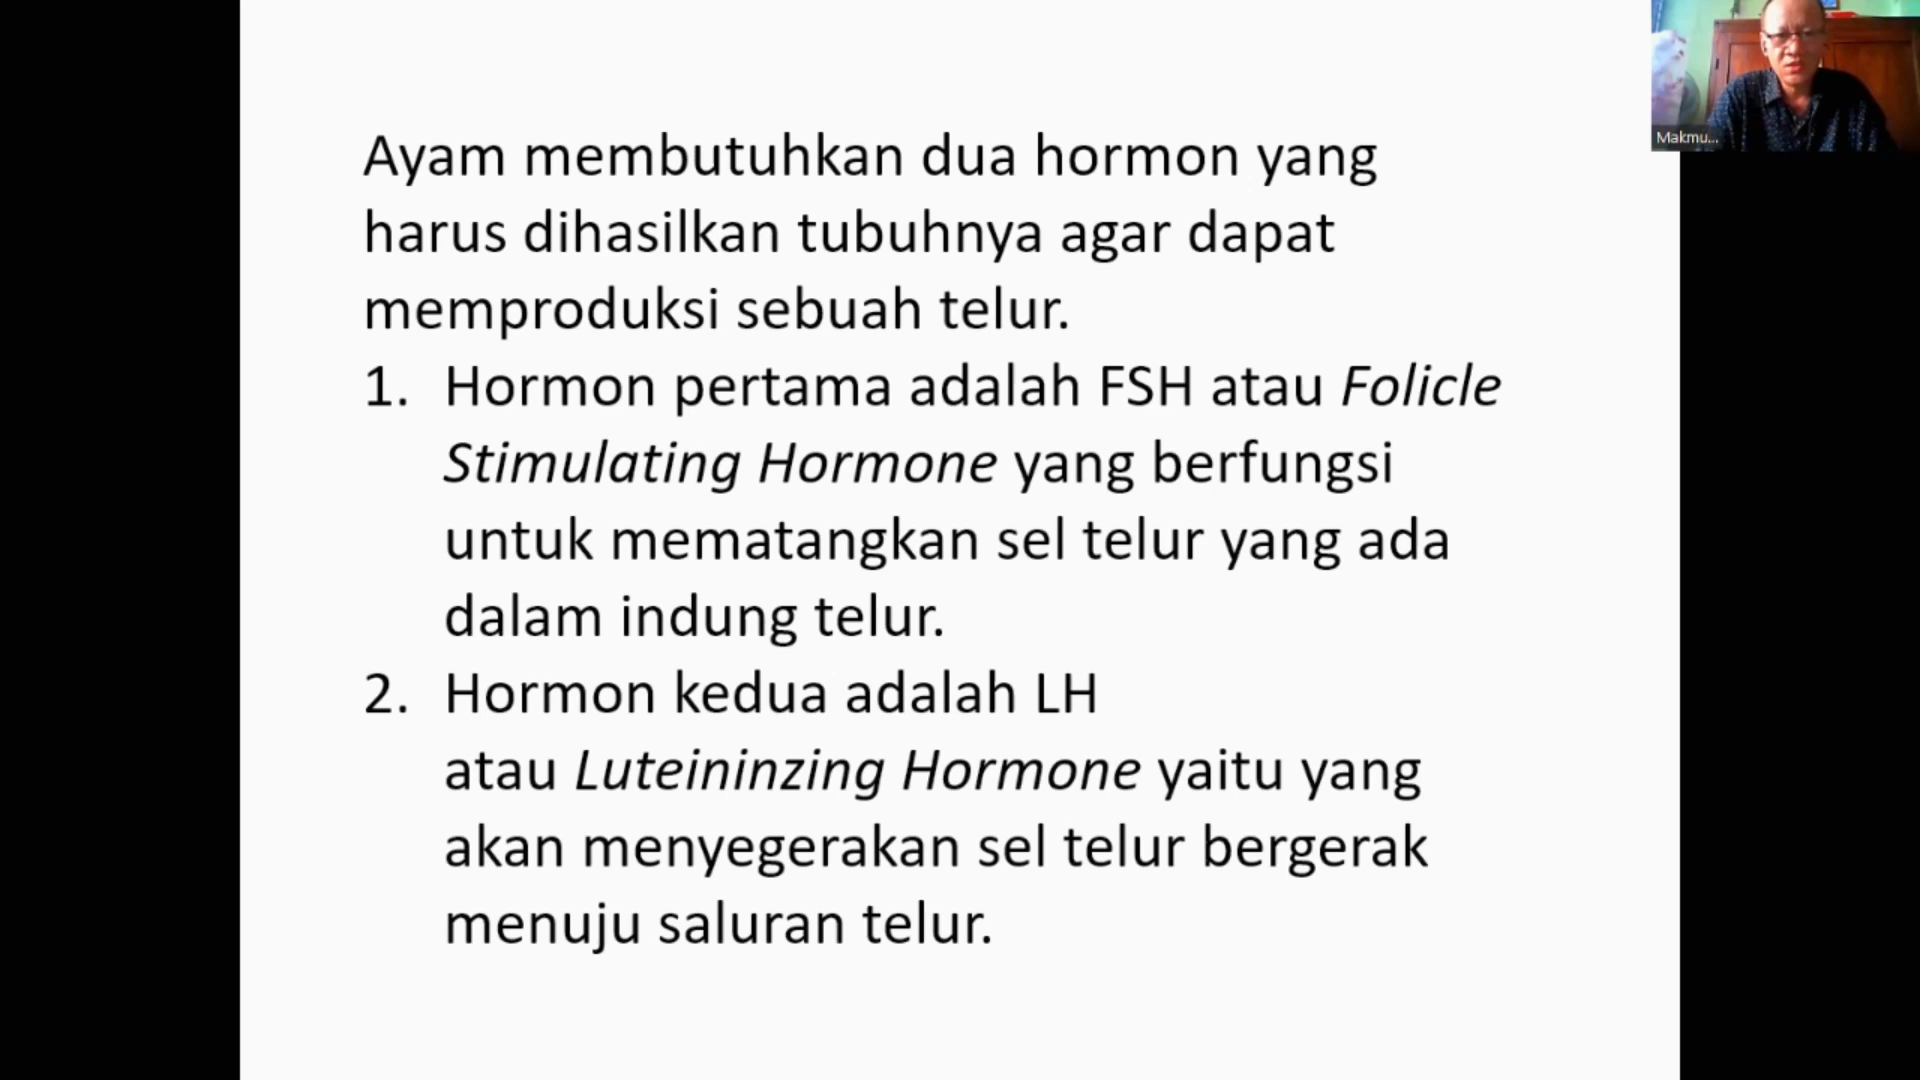 Ayam membutuhkan dua hormon yang
harus dihasilkan tubuhnya agar dapat
memproduksi sebuah telur.
1. Hormon pertama adalah FSH atau Folicle
Stimulating Hormone yang berfungsi
untuk mematangkan sel telur yang ada
dalam indung telur.
2. Hormon kedua adalah LH
atau Luteininzing Hormone yaitu yang
akan menyegerakan sel telur bergerak
menuju saluran telur.
Makmu...